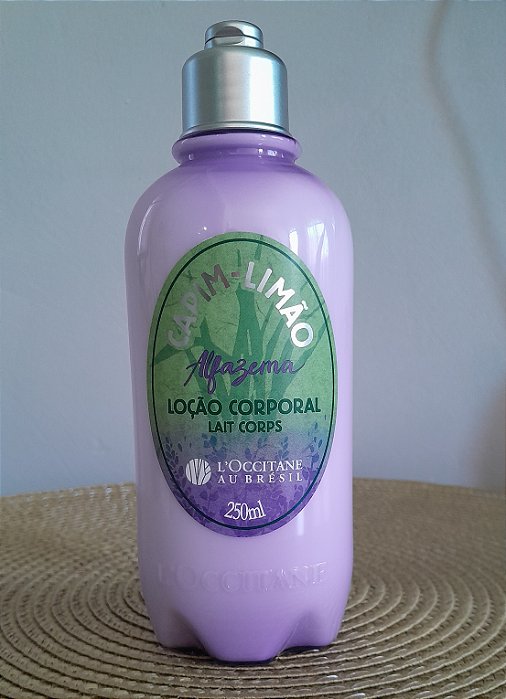 CAPIM-LIMÃO
Alfazema
LOÇÃO CORPORAL
LAIT CORPS
L'OCCITANE
AU BRÉSIL
250ml
L'OCCITANE